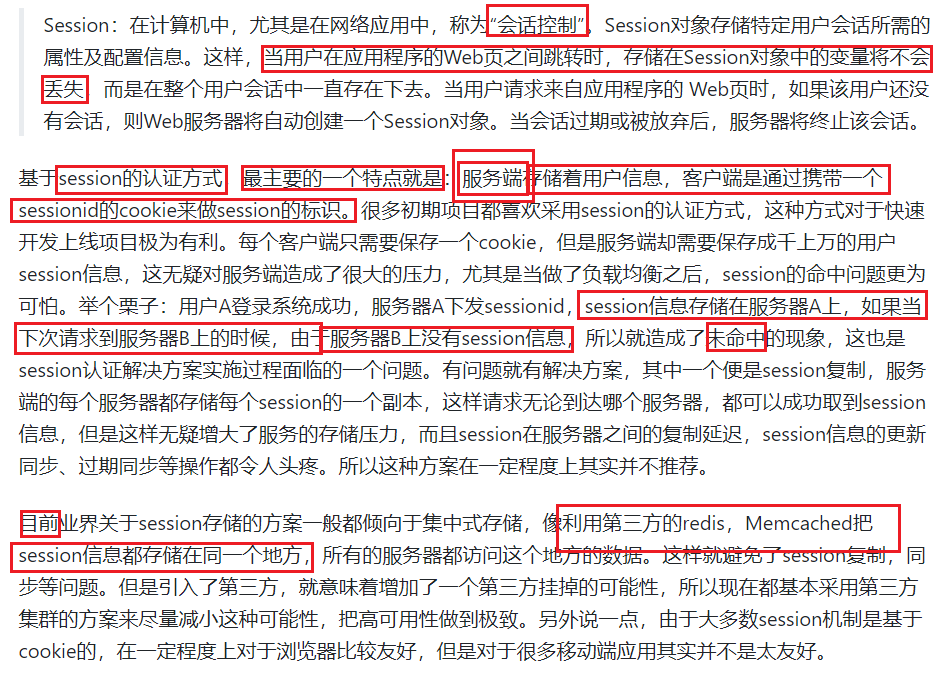 Session：在计算机中，尤其是在网络应用中，称为“会话控制”。Session对象存储特定用户会话所需的
属性及配置信息。这样，当用户在应用程序的Web页之间跳转时，存储在Session对象中的变量将不会
丢失，而是在整个用户会话中一直存在下去。当用户请求来自应用程序的 Web页时，如果该用户还没
有会话，则Web服务器将自动创建一个Session对象。当会话过期或被放弃后，服务器将终止该会话。
基于session的认证方式，最主要的一个特点就是：服务端存储着用户信息，客户端是通过携带一个
sessionid的cookie来做session的标识。很多初期项目都喜欢采用session的认证方式，这种方式对于快速
开发上线项目极为有利。每个客户端只需要保存一个cookie，但是服务端却需要保存成千上万的用户
session信息，这无疑对服务端造成了很大的压力，尤其是当做了负载均衡之后，session的命中问题更为
可怕。举个栗子：用户A登录系统成功，服务器A下发sessionid，session信息存储在服务器A上，如果当
下次请求到服务器B上的时候，由于服务器B上没有session信息，所以就造成了未命中的现象，这也是
session认证解决方案实施过程面临的一个问题。有问题就有解决方案，其中一个便是session复制，服务
端的每个服务器都存储每个session的一个副本，这样请求无论到达哪个服务器，都可以成功取到session
信息，但是这样无疑增大了服务的存储压力，而且session在服务器之间的复制延迟，session信息的更新
同步、过期同步等操作都令人头疼。所以这种方案在一定程度上其实并不推荐。
目前业界关于session存储的方案一般都倾向于集中式存储，像利用第三方的redis，Memcached把
session信息都存储在同一个地方，所有的服务器都访问这个地方的数据。这样就避免了session复制，同
步等问题。但是引入了第三方，就意味着增加了一个第三方挂掉的可能性，所以现在都基本采用第三方
集群的方案来尽量减小这种可能性，把高可用性做到极致。另外说一点，由于大多数session机制是基于
cookie的，在一定程度上对于浏览器比较友好，但是对于很多移动端应用其实并不是太友好。